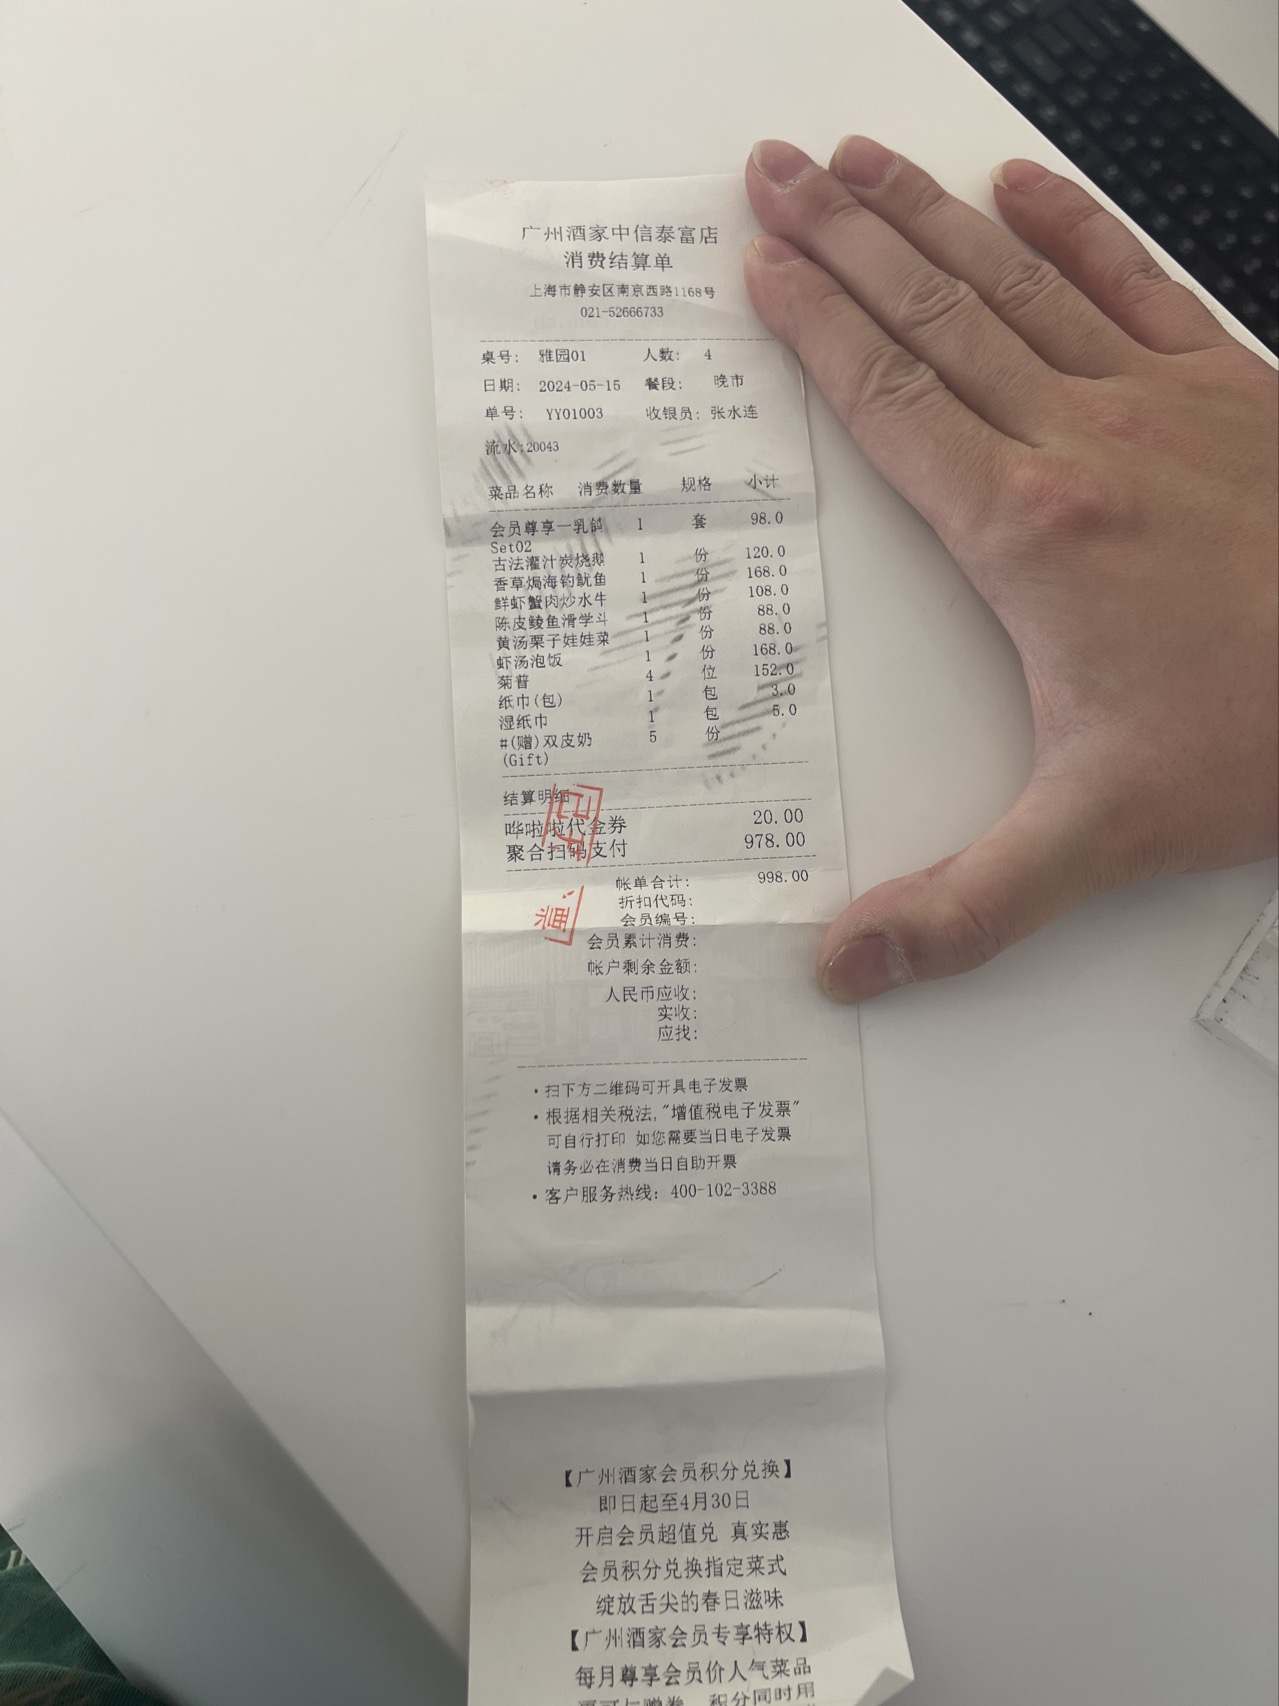 广州酒家中信泰富店
消费结算单
上海市静安区南京西路1168号
021-52666733
桌号: 雅园01 人数: 4
日期: 2024-05-15 餐段: 晚市
单号: YY01003 收银员: 张水连
流水:20043
菜品名称 消费数量 规格 小计
会员尊享一乳鸽 1 套 98.0
Set02
古法灌汁炭烧鹅 1 份 120.0
香草焗海钓鱿鱼 1 份 168.0
鲜虾蟹肉炒水牛 1 份 108.0
陈皮鲮鱼滑学斗 1 份 88.0
黄汤栗子娃娃菜 1 份 88.0
虾汤泡饭 1 份 168.0
菊普 4 位 152.0
纸巾(包) 1 包 3.0
湿纸巾 1 包 5.0
#(赠)双皮奶 5 份
(Gift)
结算明细
哗啦啦代金券 20.00
聚合扫码支付 978.00
帐单合计: 998.00
折扣代码:
会员编号:
会员累计消费:
帐户剩余金额:
人民币应收:
实收:
应找:
·扫下方二维码可开具电子发票
·根据相关税法,"增值税电子发票"
可自行打印 如您需要当日电子发票
请务必在消费当日自助开票
·客户服务热线: 400-102-3388
【广州酒家会员积分兑换】
即日起至4月30日
开启会员超值兑 真实惠
会员积分兑换指定菜式
绽放舌尖的春日滋味
【广州酒家会员专享特权】
每月尊享会员价人气菜品
积分同时用